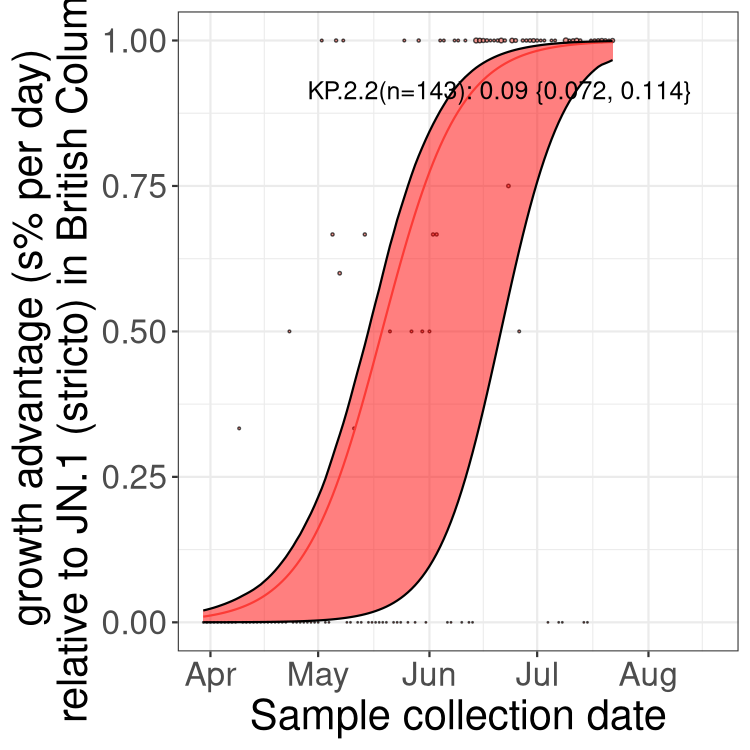 growth advantage (s% per day)
relative to JN.1 (stricto) in British Colum
1.00
0.75
0.50
0.25
0.00
KP.2.2(n=143): 0.09 {0.072, 0.114}
Apr May Jun Jul Aug
Sample collection date